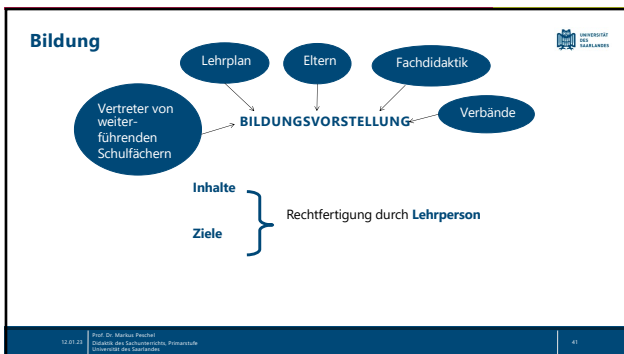 Bildung
UNIVERSITÄT
DES
SAARLANDES
Lehrplan
Eltern
Fachdidaktik
Vertreter von
weiter-
führenden
Schulfächern
BILDUNGSVORSTELLUNG
Verbände
Inhalte
Rechtfertigung durch Lehrperson
Ziele
12.01.23
Prof. Dr. Markus Peschel
Didaktik des Sachunterrichts, Primarstufe
Universität des Saarlandes
41